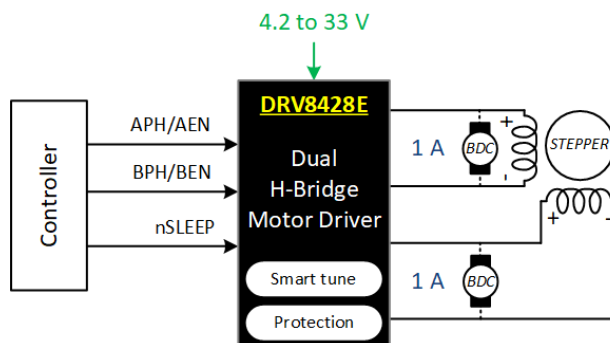 4.2 to 33 V
DRV8428E
Controller
APH/AEN
BPH/BEN
nSLEEP
Dual
H-Bridge
Motor Driver
Smart tune
Protection
1 A
BDC
+
-
STEPPER
+
-
1 A
BDC